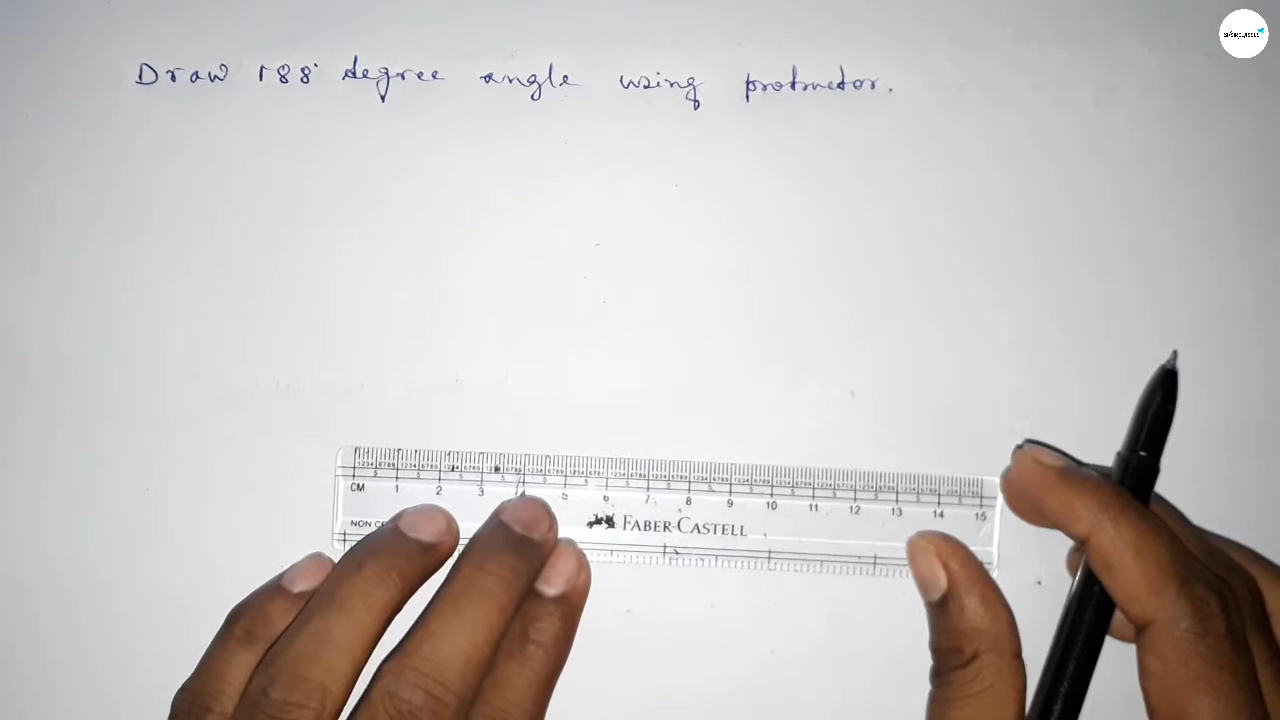 Draw 188° degree angle using protractor.
CM 1 2 3 4 5 6 7 8 9 10 11 12 13 14 15
FABER-CASTELL
NON